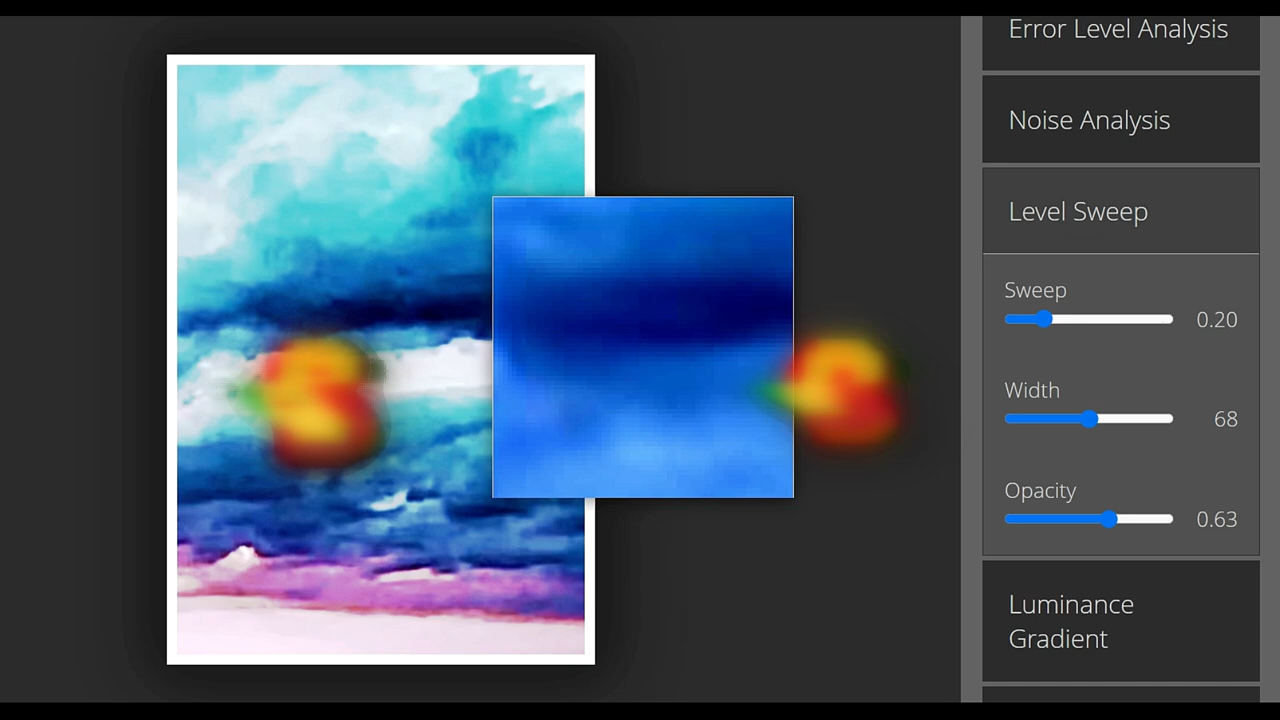 Error Level Analysis
Noise Analysis
Level Sweep
Sweep
0.20
Width
68
Opacity
0.63
Luminance
Gradient